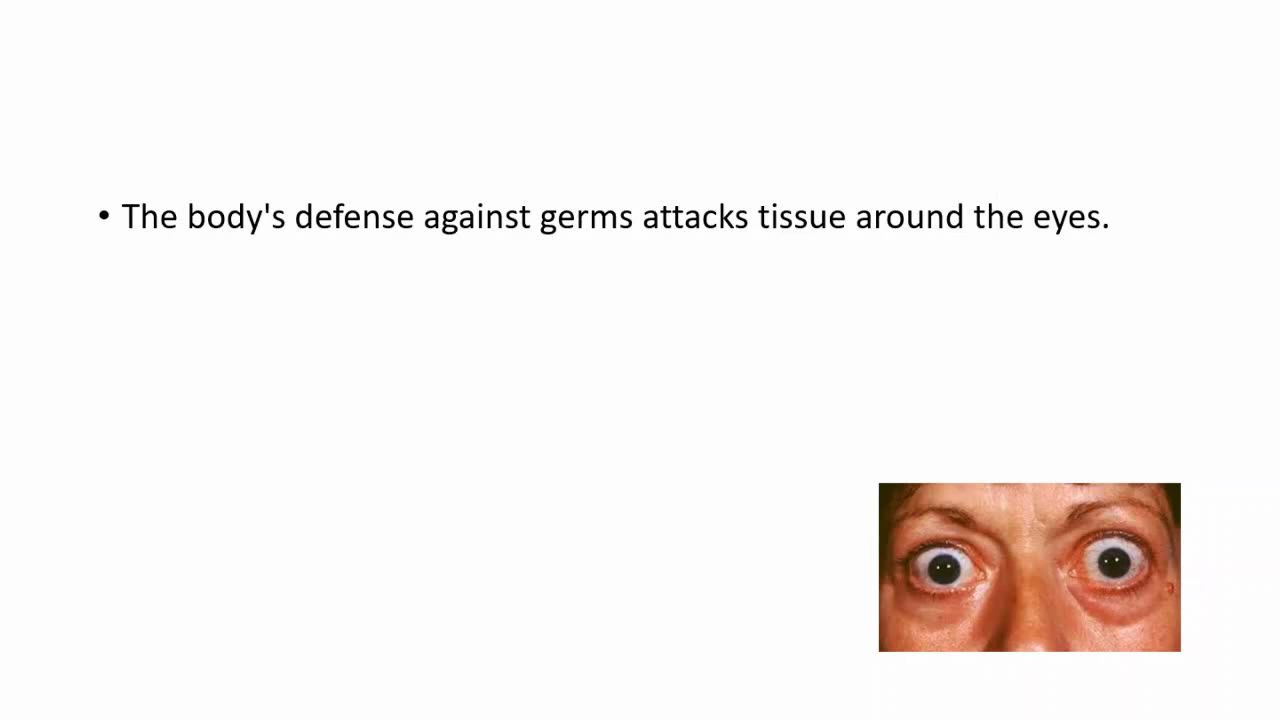 • The body's defense against germs attacks tissue around the eyes.